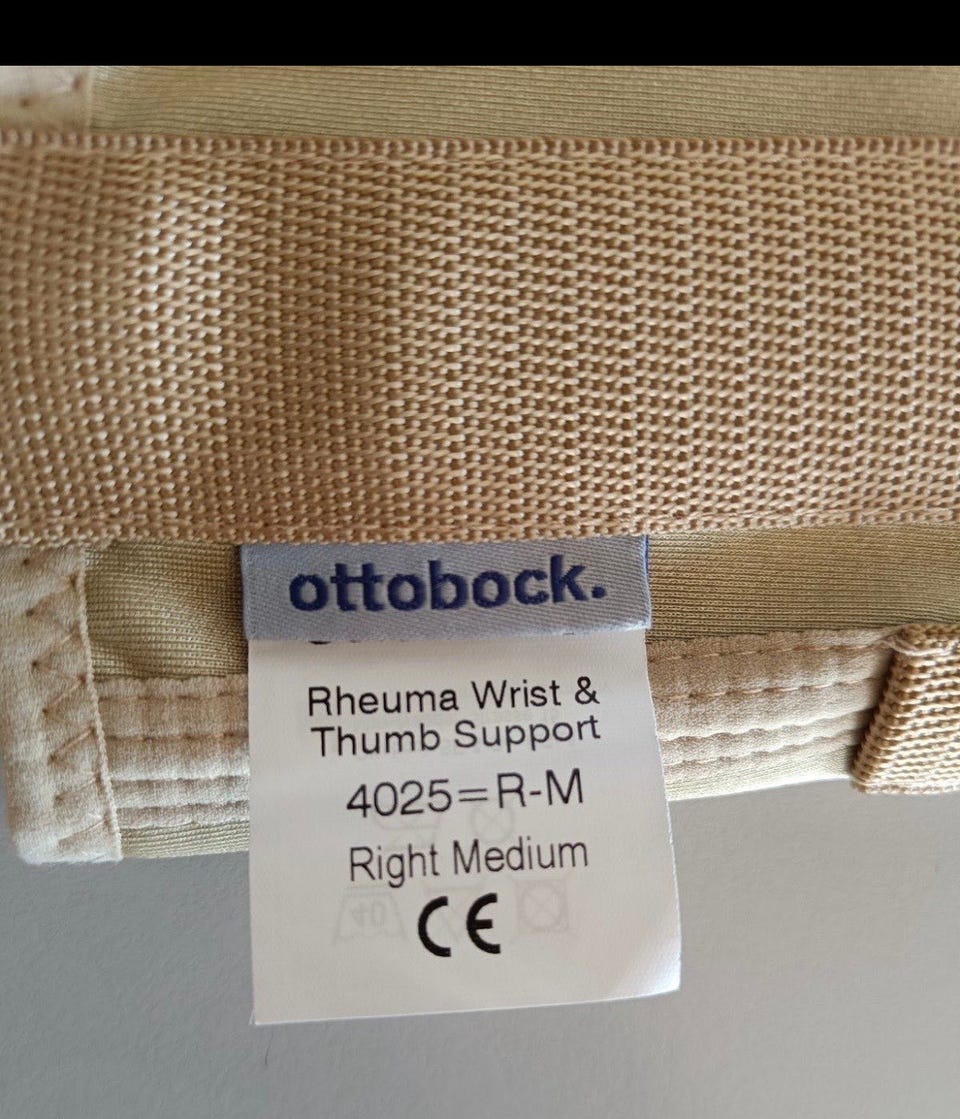 ottobock.
Rheuma Wrist &
Thumb Support
4025=R-M
Right Medium
CE